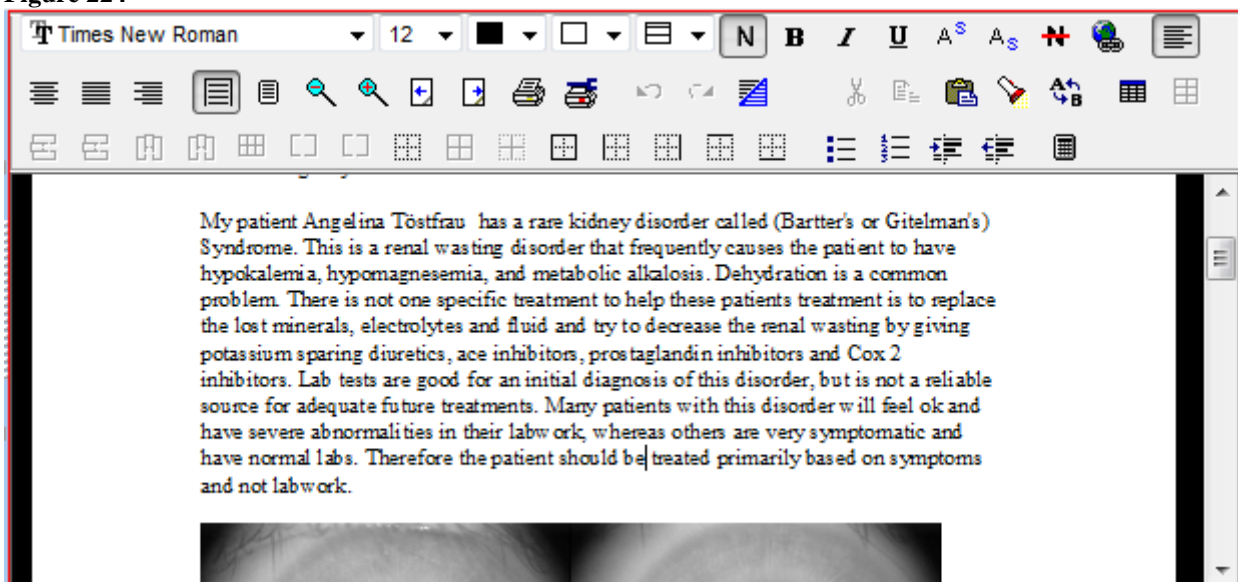 Times New Roman 12 N B I U A S A S N
A B
My patient Angelina Töstfrau has a rare kidney disorder called (Bartter's or Gitelman's)
Syndrome. This is a renal wasting disorder that frequently causes the patient to have
hypokalemia, hypomagnesemia, and metabolic alkalosis. Dehydration is a common
problem. There is not one specific treatment to help these patients treatment is to replace
the lost minerals, electrolytes and fluid and try to decrease the renal wasting by giving
potassium sparing diuretics, ace inhibitors, prostaglandin inhibitors and Cox 2
inhibitors. Lab tests are good for an initial diagnosis of this disorder, but is not a reliable
source for adequate future treatments. Many patients with this disorder will feel ok and
have severe abnormalities in their labwork, whereas others are very symptomatic and
have normal labs. Therefore the patient should be treated primarily based on symptoms
and not labwork.